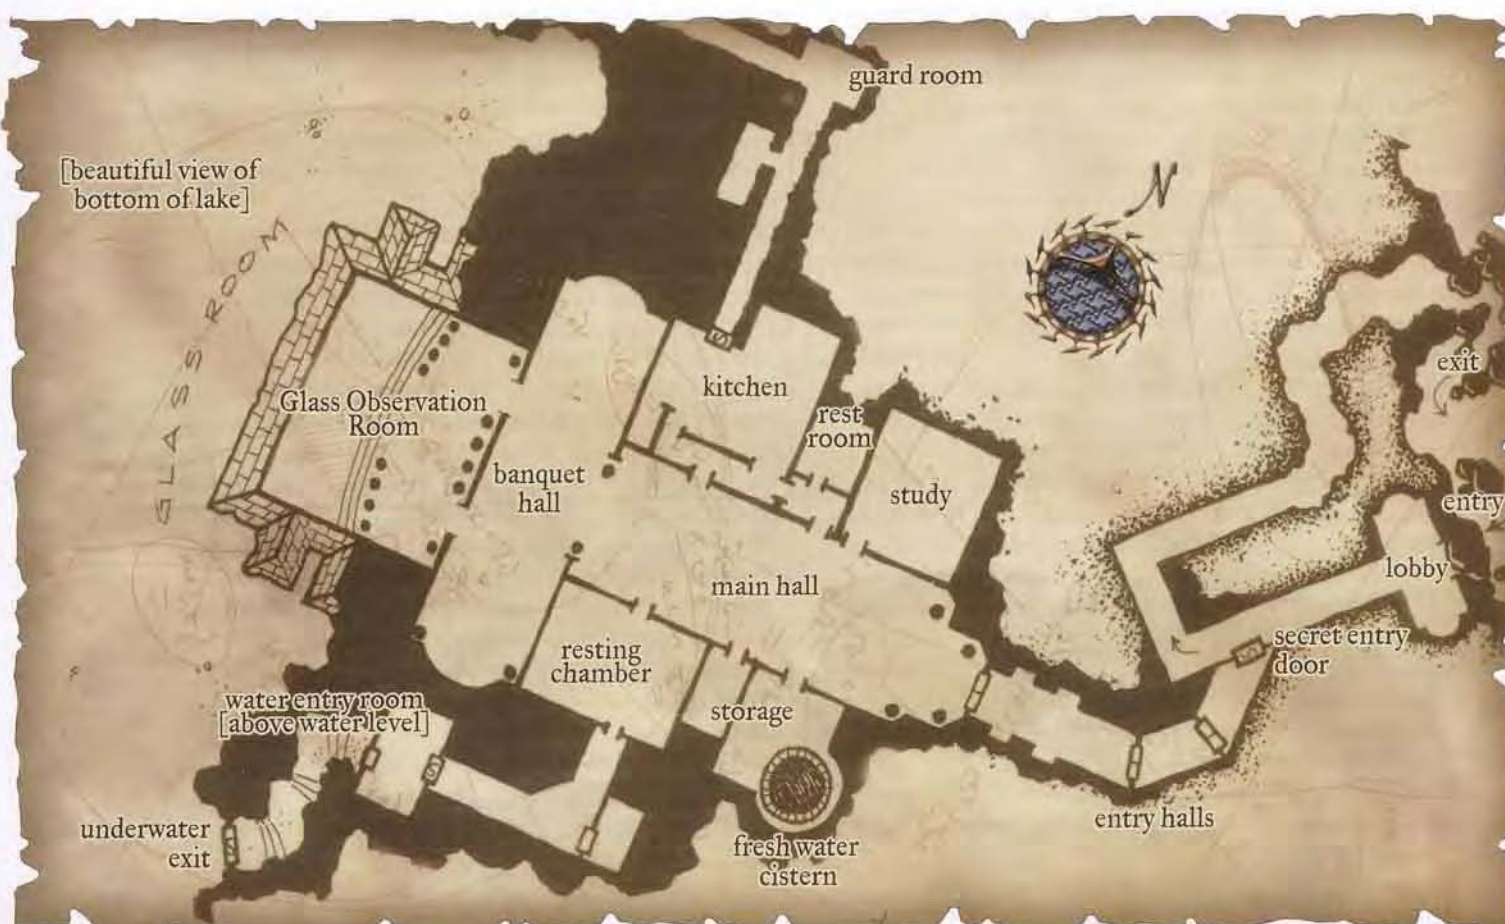 guard room
[beautiful view of
bottom of lake]
N
GLASS ROOM
exit
kitchen
Glass Observation
Room
rest
room
banquet
hall
study
entry
lobby
main hall
secret entry
door
resting
chamber
water entry room
[above water level]
storage
S
S
S
underwater
exit
entry halls
fresh water
cistern